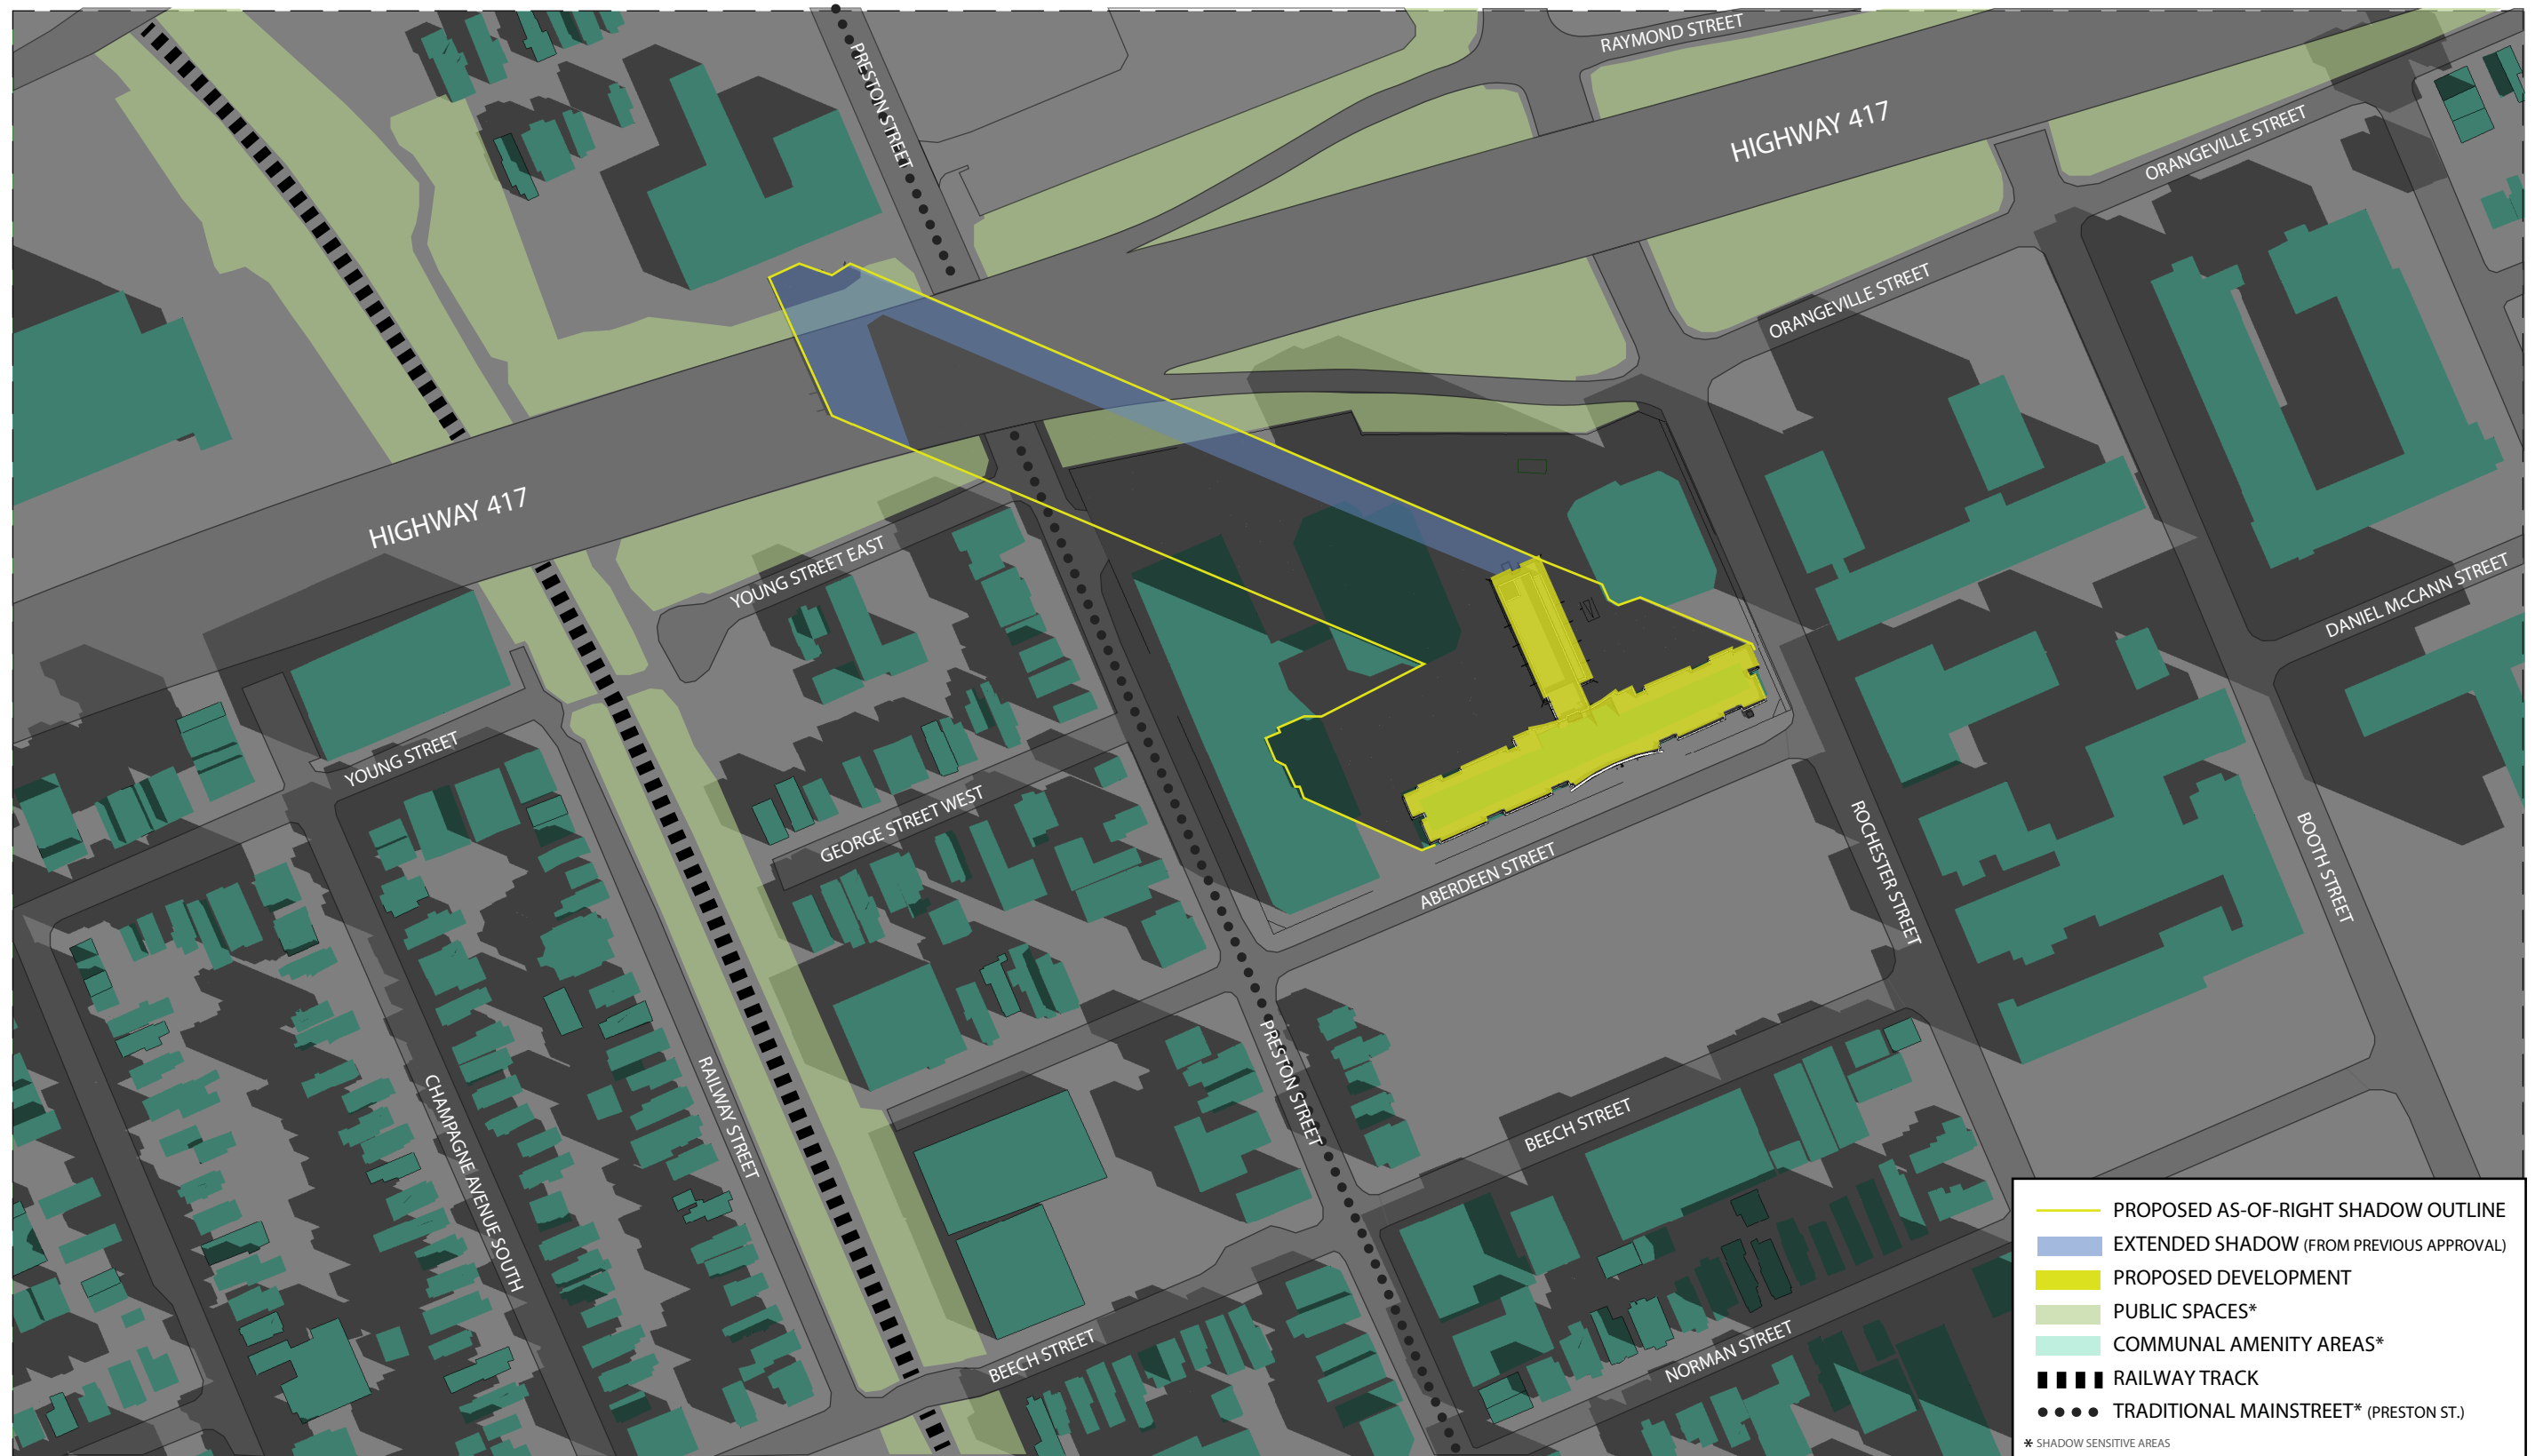 RAYMOND STREET
PRESTON STREET
HIGHWAY 417
ORANGEVILLE STREET
ORANGEVILLE STREET
HIGHWAY 417
YOUNG STREET EAST
DANIEL McCANN STREET
YOUNG STREET
GEORGE STREET WEST
ABERDEEN STREET
ROCHESTER STREET
BOOTH STREET
PRESTON STREET
RAILWAY STREET
CHAMPAGNE AVENUE SOUTH
BEECH STREET
BEECH STREET
NORMAN STREET
PROPOSED AS-OF-RIGHT SHADOW OUTLINE
EXTENDED SHADOW (FROM PREVIOUS APPROVAL)
PROPOSED DEVELOPMENT
PUBLIC SPACES*
COMMUNAL AMENITY AREAS*
RAILWAY TRACK
TRADITIONAL MAINSTREET* (PRESTON ST.)
* SHADOW SENSITIVE AREAS